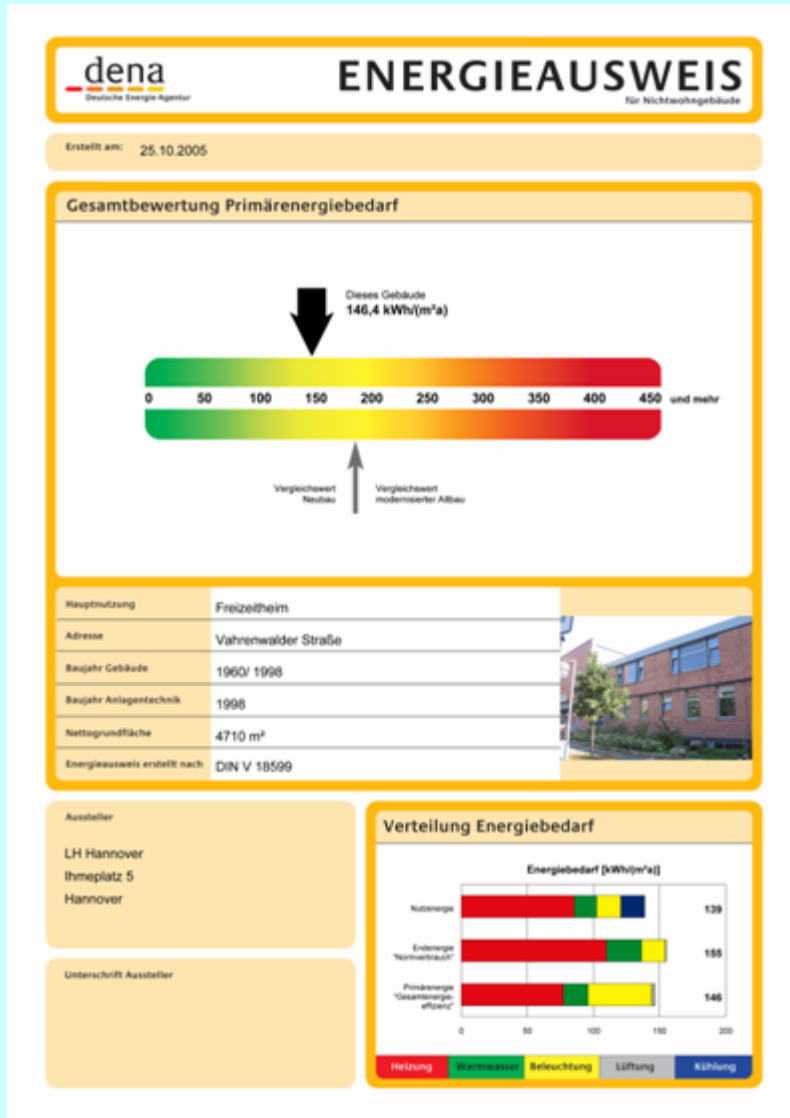 dena
Deutsche Energie-Agentur
ENERGIEAUSWEIS
für Nichtwohngebäude
Erstellt am: 25.10.2005
Gesamtbewertung Primärenergiebedarf
Dieses Gebäude
146,4 kWh/(m²a)
0 50 100 150 200 250 300 350 400 450 und mehr
Vergleichswert
Neubau
Vergleichswert
modernisierter Altbau
Hauptnutzung Freizeitheim
Adresse Vahrenwalder Straße
Baujahr Gebäude 1960/ 1998
Baujahr Anlagentechnik 1998
Nettogrundfläche 4710 m²
Energieausweis erstellt nach DIN V 18599
Aussteller
LH Hannover
Ihmeplatz 5
Hannover
Unterschrift Aussteller
Verteilung Energiebedarf
Energiebedarf [kWh/(m²a)]
Nutzenergie 139
Endenergie
"Normverbrauch" 155
Primärenergie
"Gesamtenergie-
effizienz" 146
0 50 100 150 200
Heizung Warmwasser Beleuchtung Lüftung Kühlung